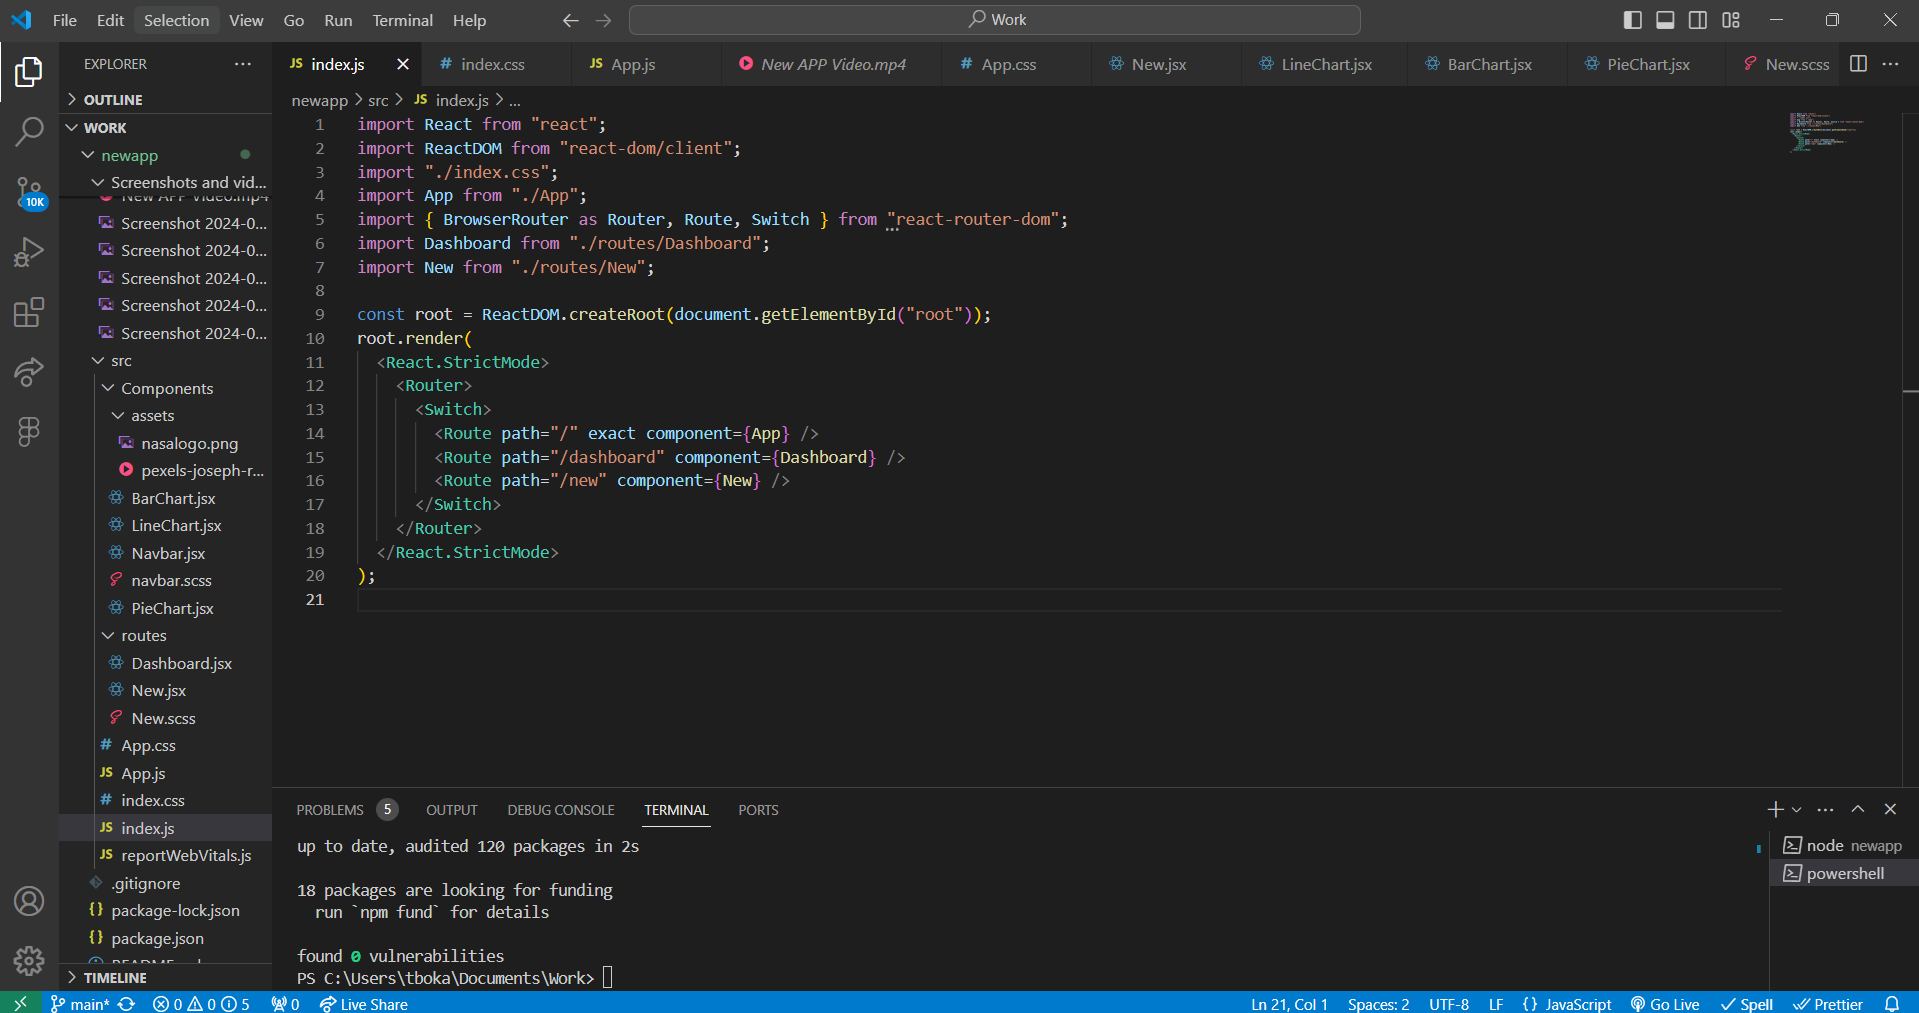 File Edit Selection View Go Run Terminal Help
Work
EXPLORER
OUTLINE
WORK
newapp
Screenshots and vid...
Screenshot 2024-0...
Screenshot 2024-0...
Screenshot 2024-0...
Screenshot 2024-0...
Screenshot 2024-0...
src
Components
assets
nasalogo.png
pexels-joseph-r...
BarChart.jsx
LineChart.jsx
Navbar.jsx
navbar.scss
PieChart.jsx
routes
Dashboard.jsx
New.jsx
New.scss
App.css
App.js
index.css
index.js
reportWebVitals.js
.gitignore
package-lock.json
package.json
TIMELINE
10K
JS index.js
# index.css
JS App.js
New APP Video.mp4
# App.css
New.jsx
LineChart.jsx
BarChart.jsx
PieChart.jsx
New.scss
newapp > src > JS index.js > ...
1 import React from "react";
2 import ReactDOM from "react-dom/client";
3 import "./index.css";
4 import App from "./App";
5 import { BrowserRouter as Router, Route, Switch } from "react-router-dom";
6 import Dashboard from "./routes/Dashboard";
7 import New from "./routes/New";
8
9 const root = ReactDOM.createRoot(document.getElementById("root"));
10 root.render(
11 <React.StrictMode>
12 <Router>
13 <Switch>
14 <Route path="/" exact component={App} />
15 <Route path="/dashboard" component={Dashboard} />
16 <Route path="/new" component={New} />
17 </Switch>
18 </Router>
19 </React.StrictMode>
20 );
21
PROBLEMS 5 OUTPUT DEBUG CONSOLE TERMINAL PORTS
up to date, audited 120 packages in 2s
18 packages are looking for funding
run `npm fund` for details
found 0 vulnerabilities
PS C:\Users\tboka\Documents\Work>
node newapp
powershell
main* 0 0 5 0 Live Share
Ln 21, Col 1 Spaces: 2 UTF-8 LF {} JavaScript Go Live Spell Prettier